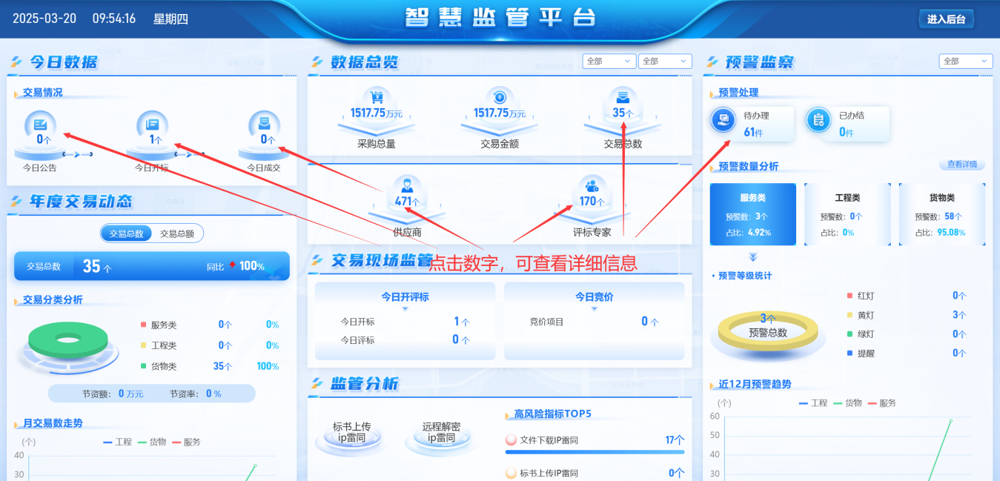 2025-03-20 09:54:16 星期四
智慧监管平台
进入后台
今日数据
交易情况
0个
今日公告
1个
今日开标
0个
今日成交
年度交易动态
交易总数 交易总额
交易总数 35 个 同比 100%
交易分类分析
服务类 0个 0%
工程类 0个 0%
货物类 35个 100%
节资额: 0 万元 节资率: 0 %
月交易数走势
(个) 工程 货物 服务
40
30
数据总览
全部 全部
1517.75万元
采购总量
1517.75万元
交易金额
35个
交易总数
471个
供应商
170个
评标专家
交易现场监管
点击数字，可查看详细信息
今日开评标
今日开标 1 个
今日评标 0 个
今日竞价
竞价项目 0 个
监管分析
标书上传
ip雷同
远程解密
ip雷同
高风险指标TOP5
文件下载IP雷同 17个
标书上传IP雷同 0个
预警监察
全部
预警处理
待办理
61件
已办结
0件
预警数量分析 查看详情
服务类
预警数: 3个
占比: 4.92%
工程类
预警数: 0个
占比: 0%
货物类
预警数: 58个
占比: 95.08%
预警等级统计
3个
预警总数
红灯 0个
黄灯 3个
绿灯 0个
提醒 0个
近12月预警趋势
(个) 工程 货物 服务
60
50
40
30